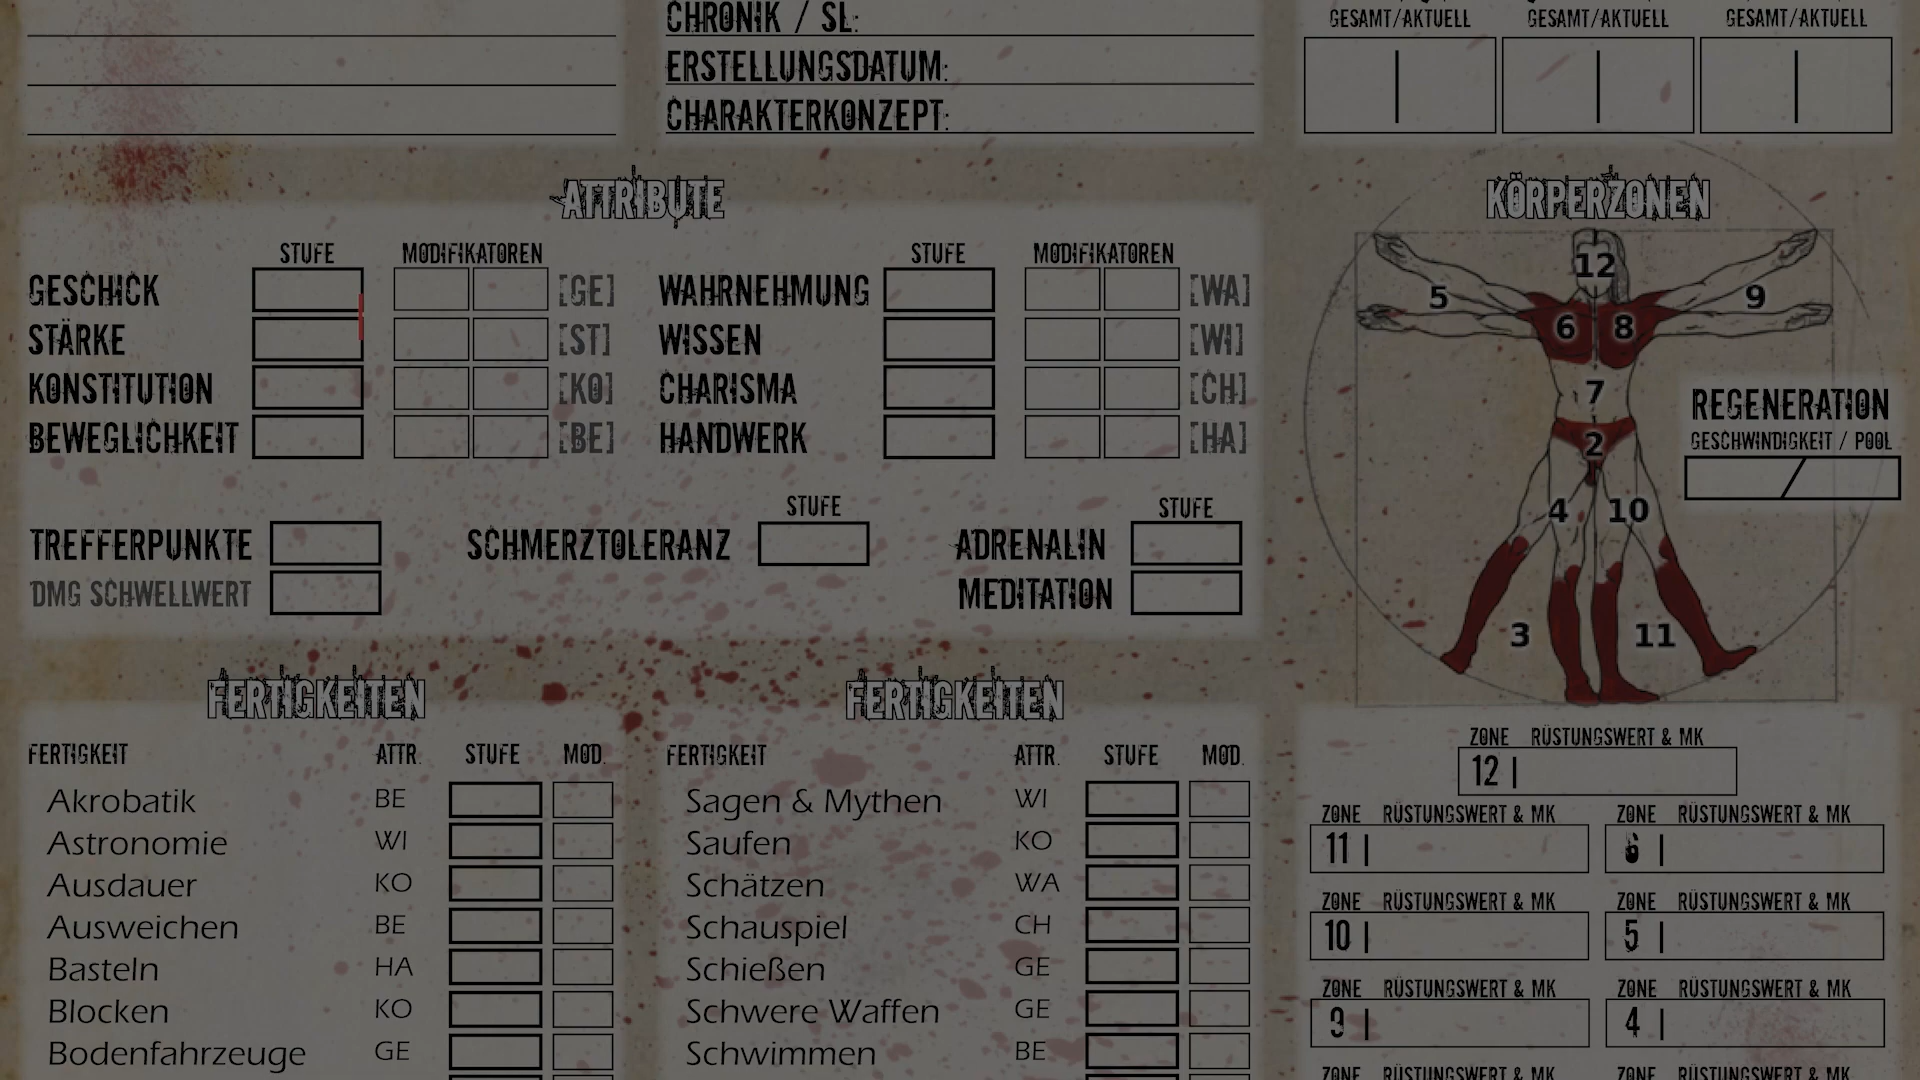 CHRONIK / SL:
ERSTELLUNGSDATUM:
CHARAKTERKONZEPT:
GESAMT/AKTUELL GESAMT/AKTUELL GESAMT/AKTUELL
ATTRIBUTE
STUFE MODIFIKATOREN STUFE MODIFIKATOREN
GESCHICK [GE] WAHRNEHMUNG [WA]
STÄRKE [ST] WISSEN [WI]
KONSTITUTION [KO] CHARISMA [CH]
BEWEGLICHKEIT [BE] HANDWERK [HA]
STUFE STUFE
TREFFERPUNKTE SCHMERZTOLERANZ ADRENALIN
DMG SCHWELLWERT MEDITATION
KÖRPERZONEN
12
5 9
6 8
7
2
4 10
3 11
REGENERATION
GESCHWINDIGKEIT / POOL
/
FERTIGKEITEN
FERTIGKEIT ATTR. STUFE MOD.
Akrobatik BE
Astronomie WI
Ausdauer KO
Ausweichen BE
Basteln HA
Blocken KO
Bodenfahrzeuge GE
FERTIGKEITEN
FERTIGKEIT ATTR. STUFE MOD.
Sagen & Mythen WI
Saufen KO
Schätzen WA
Schauspiel CH
Schießen GE
Schwere Waffen GE
Schwimmen BE
ZONE RÜSTUNGSWERT & MK
12 |
ZONE RÜSTUNGSWERT & MK ZONE RÜSTUNGSWERT & MK
11 | 6 |
ZONE RÜSTUNGSWERT & MK ZONE RÜSTUNGSWERT & MK
10 | 5 |
ZONE RÜSTUNGSWERT & MK ZONE RÜSTUNGSWERT & MK
9 | 4 |
ZONE RÜSTUNGSWERT & MK ZONE RÜSTUNGSWERT & MK